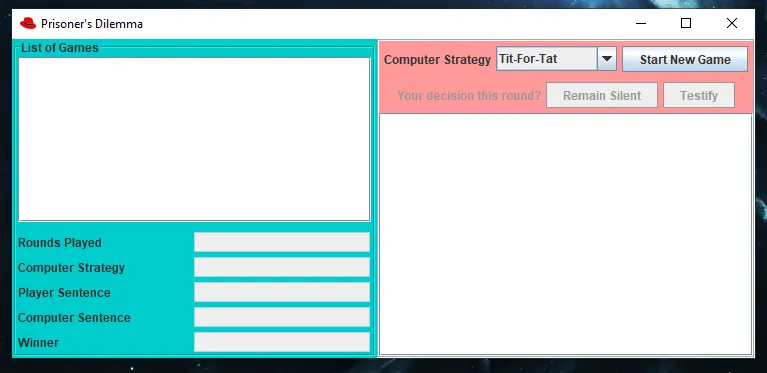 Prisoner's Dilemma
List of Games
Rounds Played
Computer Strategy
Player Sentence
Computer Sentence
Winner
Computer Strategy Tit-For-Tat Start New Game
Your decision this round? Remain Silent Testify